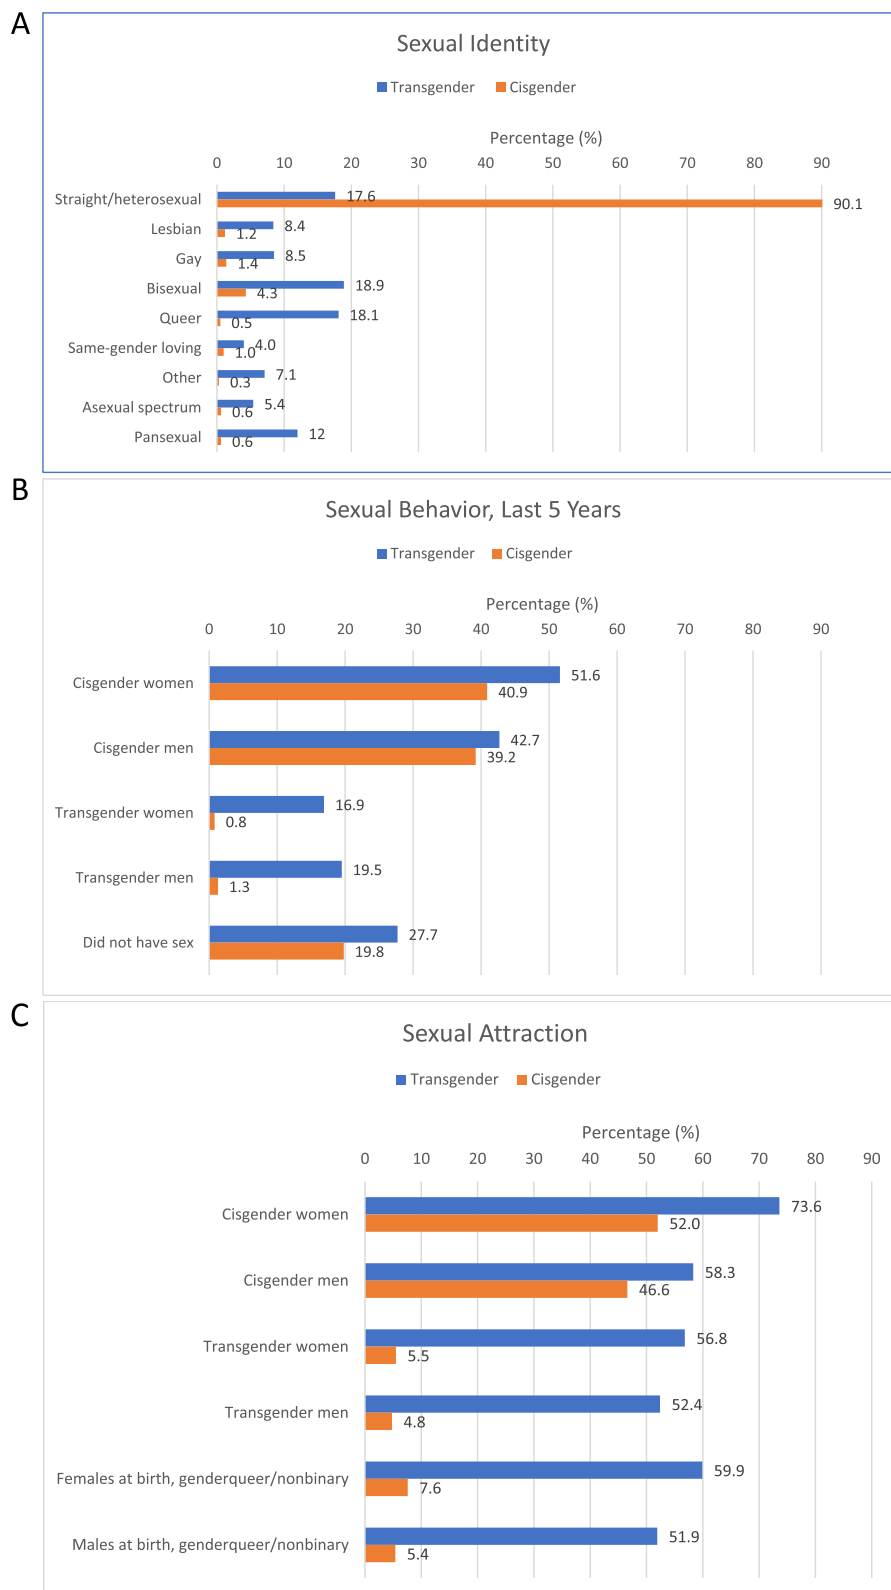 A
Sexual Identity
Transgender Cisgender
Percentage (%)
0 10 20 30 40 50 60 70 80 90
Straight/heterosexual 17.6 90.1
Lesbian 8.4 1.2
Gay 8.5 1.4
Bisexual 18.9 4.3
Queer 18.1 0.5
Same-gender loving 4.0 1.0
Other 7.1 0.3
Asexual spectrum 5.4 0.6
Pansexual 12 0.6
B
Sexual Behavior, Last 5 Years
Transgender Cisgender
Percentage (%)
0 10 20 30 40 50 60 70 80 90
Cisgender women 51.6 40.9
Cisgender men 42.7 39.2
Transgender women 16.9 0.8
Transgender men 19.5 1.3
Did not have sex 27.7 19.8
C
Sexual Attraction
Transgender Cisgender
Percentage (%)
0 10 20 30 40 50 60 70 80 90
Cisgender women 73.6 52.0
Cisgender men 58.3 46.6
Transgender women 56.8 5.5
Transgender men 52.4 4.8
Females at birth, genderqueer/nonbinary 59.9 7.6
Males at birth, genderqueer/nonbinary 51.9 5.4